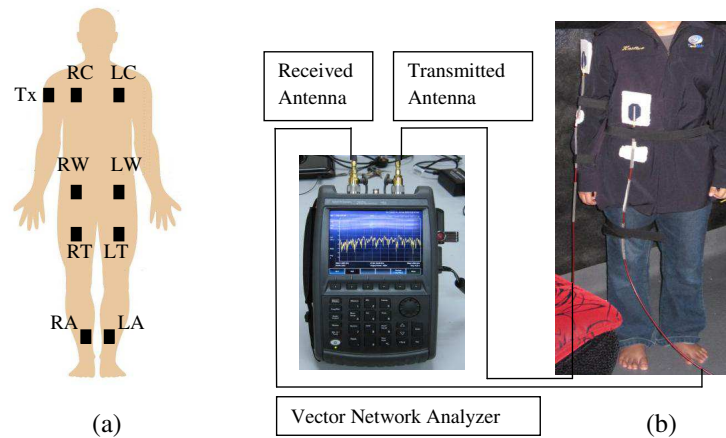 RC LC
Tx
RW LW
RT LT
RA LA
(a)
Received
Antenna
Transmitted
Antenna
Vector Network Analyzer
(b)